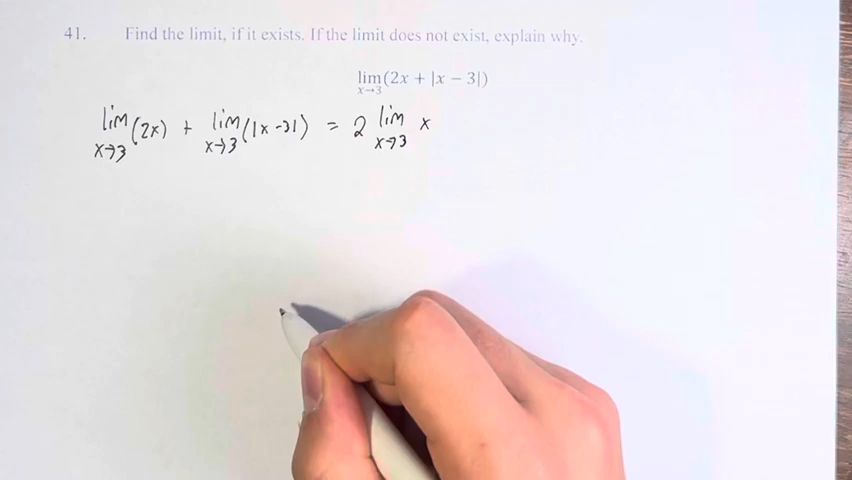 41. Find the limit, if it exists. If the limit does not exist, explain why.
lim x→3 (2x + |x − 3|)
lim x→3 (2x) + lim x→3 (|x -3|) = 2 lim x→3 x